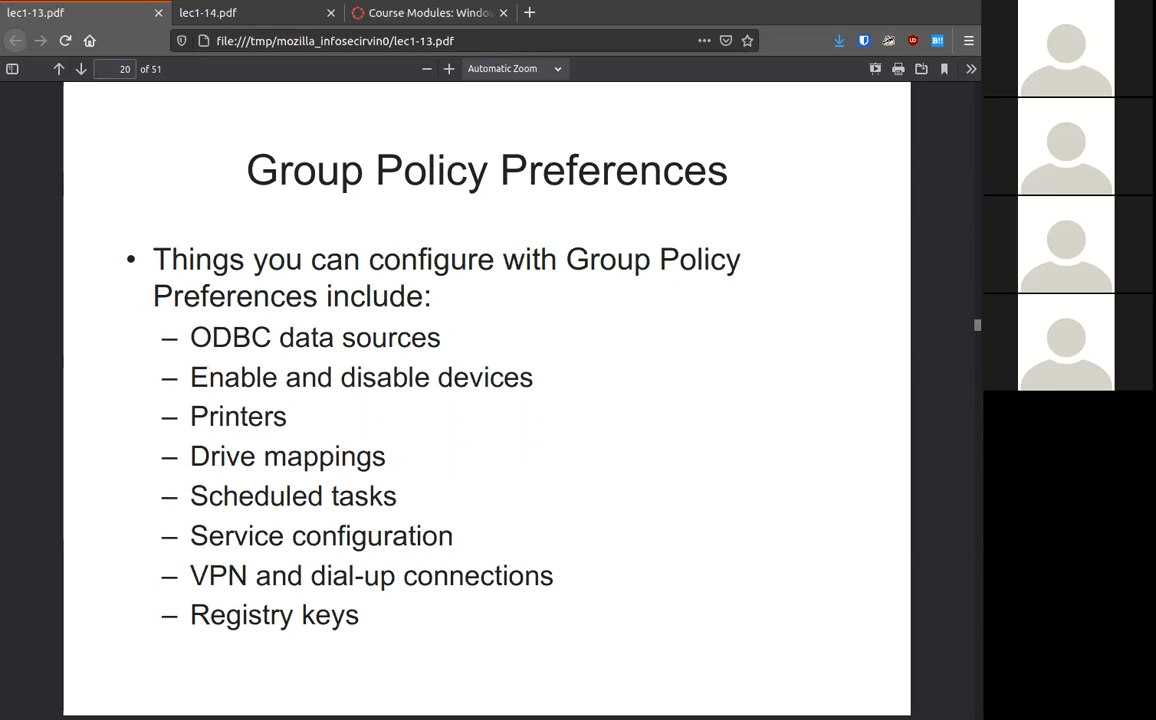 lec1-13.pdf
lec1-14.pdf
Course Modules: Windo
file:///tmp/mozilla_infosecirvin0/lec1-13.pdf
20 of 51
Automatic Zoom
Group Policy Preferences
• Things you can configure with Group Policy
Preferences include:
– ODBC data sources
– Enable and disable devices
– Printers
– Drive mappings
– Scheduled tasks
– Service configuration
– VPN and dial-up connections
– Registry keys